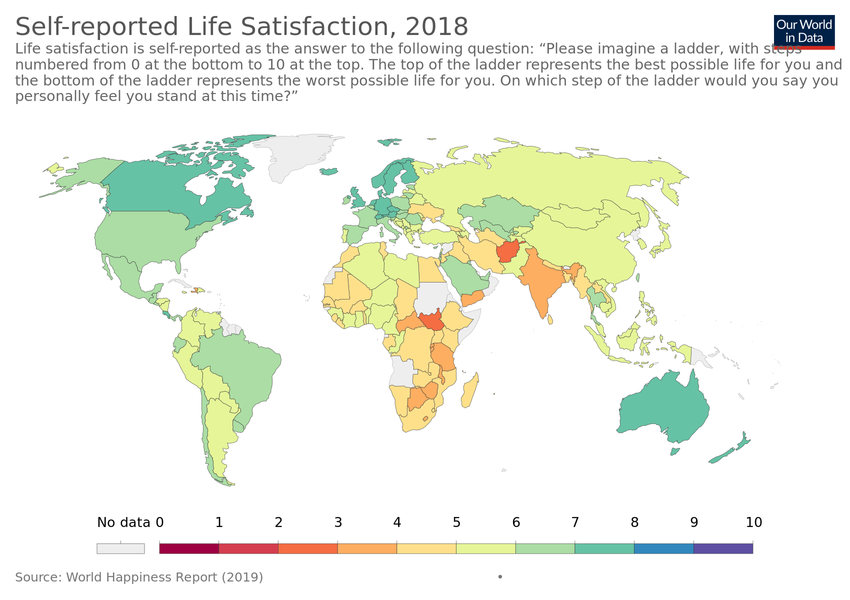 Self-reported Life Satisfaction, 2018
Our World
in Data
Life satisfaction is self-reported as the answer to the following question: “Please imagine a ladder, with steps
numbered from 0 at the bottom to 10 at the top. The top of the ladder represents the best possible life for you and
the bottom of the ladder represents the worst possible life for you. On which step of the ladder would you say you
personally feel you stand at this time?”
No data 0 1 2 3 4 5 6 7 8 9 10
Source: World Happiness Report (2019)
•